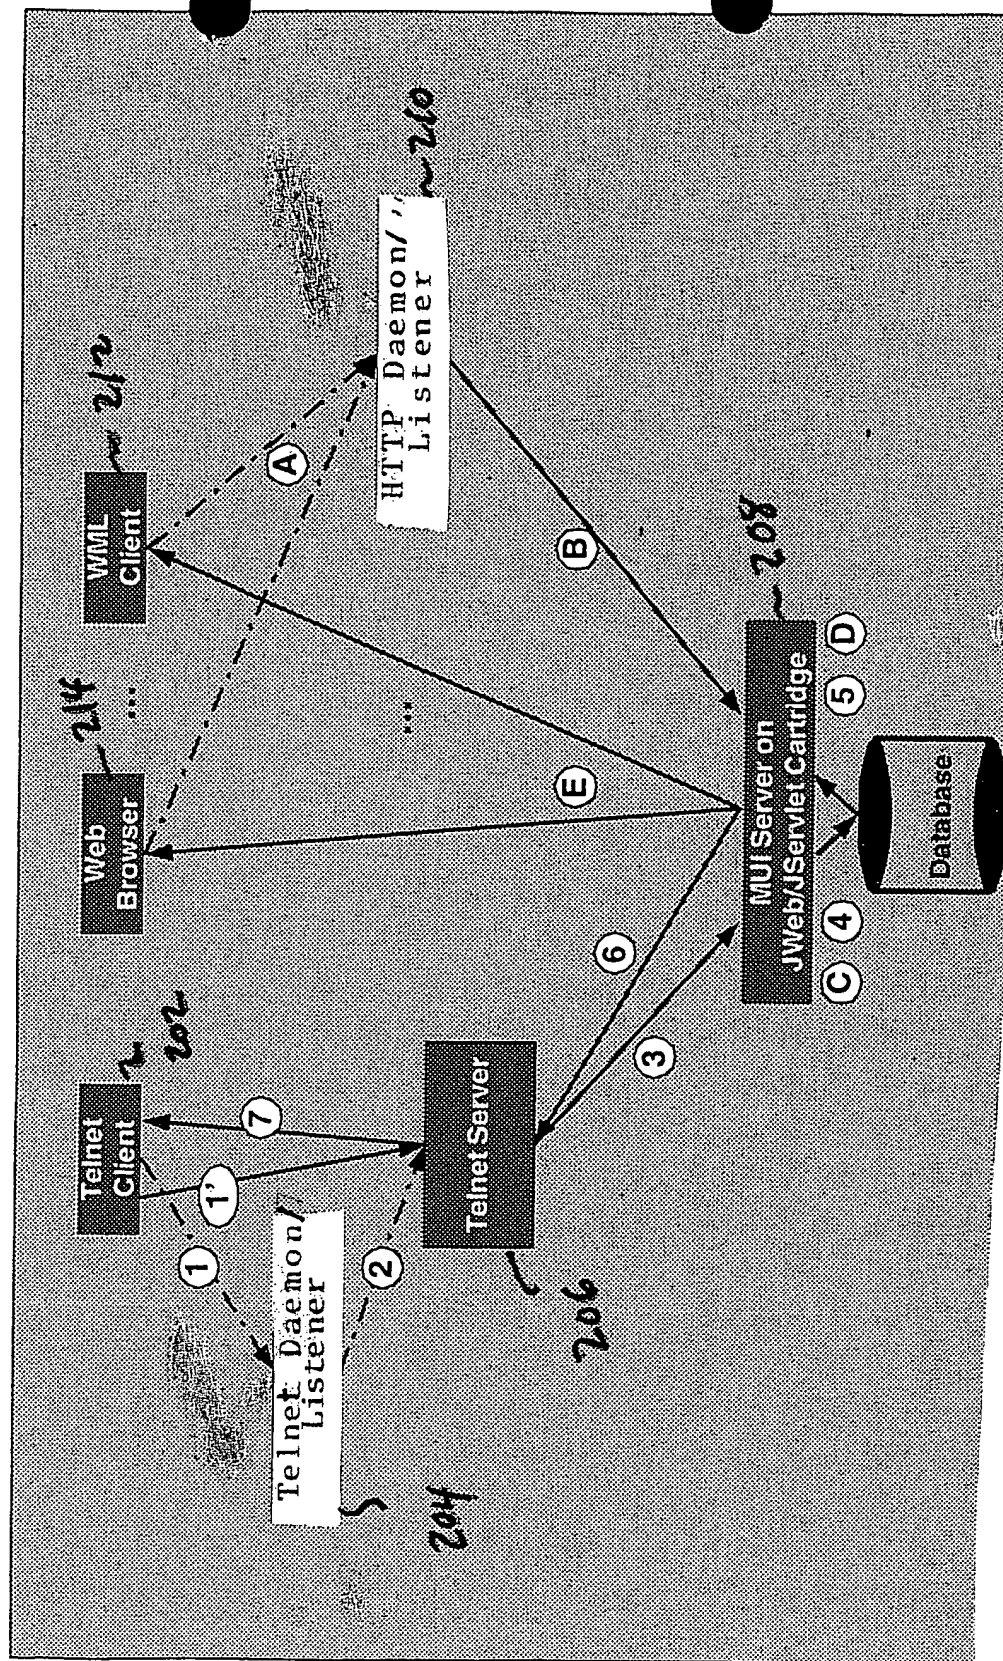 Telnet
Client
202
Web
Browser
214
...
WML
Client
212
1
1'
7
A
Telnet Daemon/
Listener
204
2
HTTP Daemon/
Listener
210
Telnet Server
206
...
E
B
6
3
MUI Server on
JWeb/JServlet Cartridge
208
C
4
5
D
Database